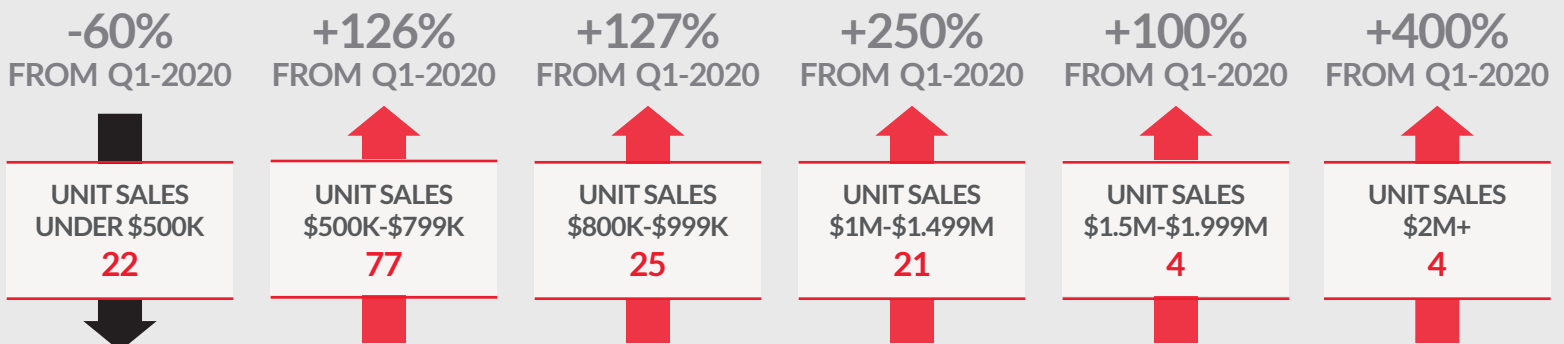 -60%
FROM Q1-2020
UNIT SALES
UNDER $500K
22
+126%
FROM Q1-2020
UNIT SALES
$500K-$799K
77
+127%
FROM Q1-2020
UNIT SALES
$800K-$999K
25
+250%
FROM Q1-2020
UNIT SALES
$1M-$1.499M
21
+100%
FROM Q1-2020
UNIT SALES
$1.5M-$1.999M
4
+400%
FROM Q1-2020
UNIT SALES
$2M+
4